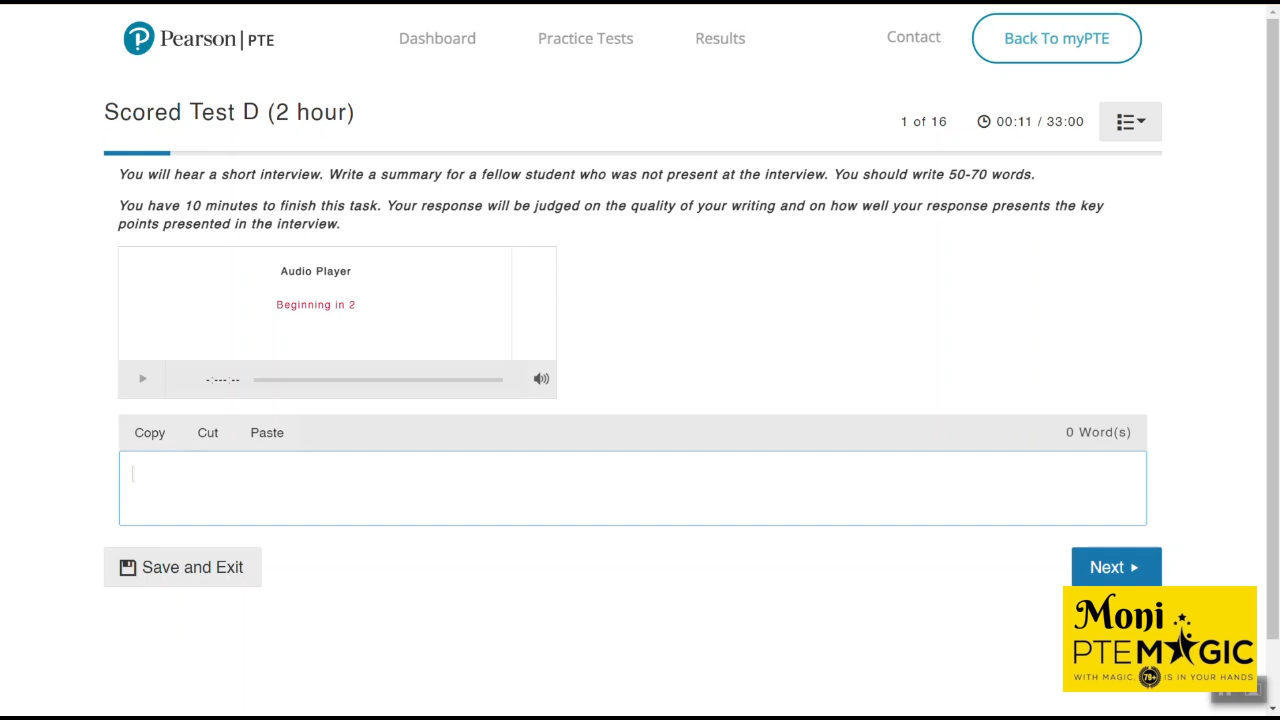 Pearson | PTE
Dashboard
Practice Tests
Results
Contact
Back To myPTE
Scored Test D (2 hour)
1 of 16
00:11 / 33:00
You will hear a short interview. Write a summary for a fellow student who was not present at the interview. You should write 50-70 words.
You have 10 minutes to finish this task. Your response will be judged on the quality of your writing and on how well your response presents the key
points presented in the interview.
Audio Player
Beginning in 2
-:---:--
Copy
Cut
Paste
0 Word(s)
Save and Exit
Next
Moni
PTEMAGIC
WITH MAGIC, 79+ IS IN YOUR HANDS